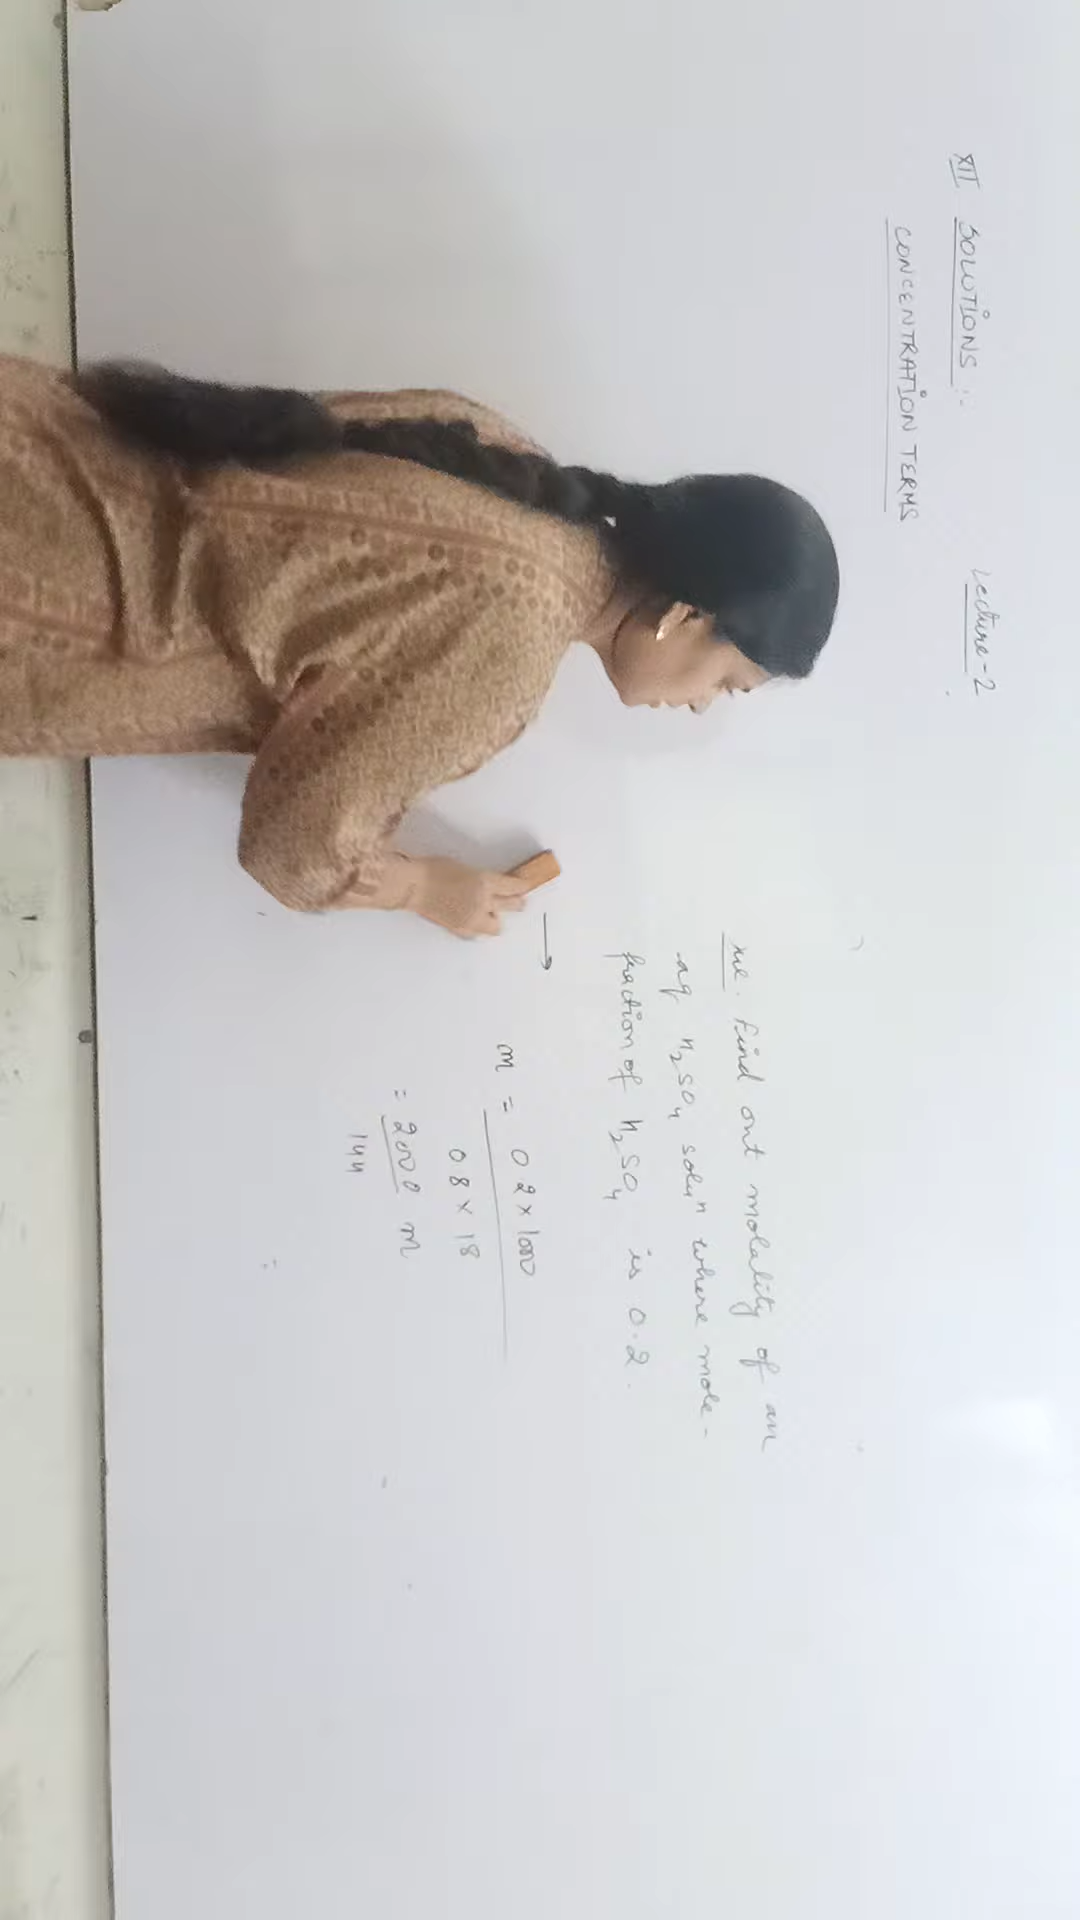 XII SOLUTIONS :- Lecture-2
CONCENTRATION TERMS
Find out molality of an
aq H₂SO₄ solⁿ where mole-
fraction of H₂SO₄ is 0.2.
→
m = 0.2 × 1000
0.8 × 18
= 2000 m
144